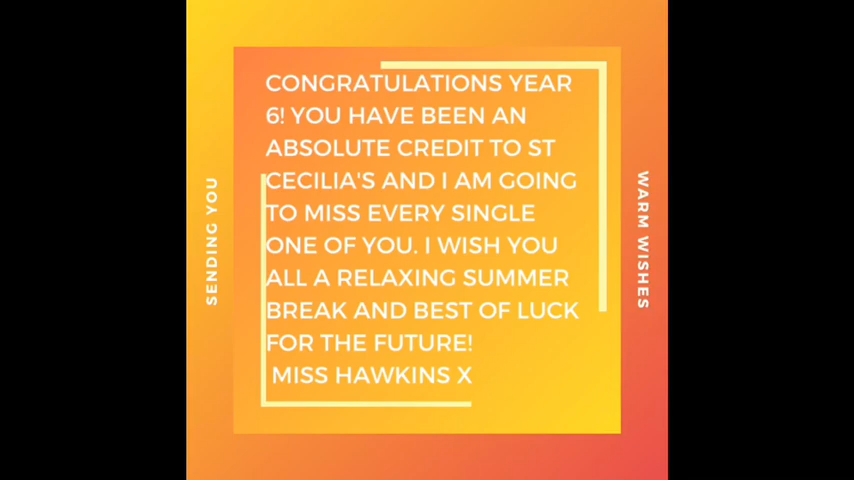 SENDING YOU
CONGRATULATIONS YEAR
6! YOU HAVE BEEN AN
ABSOLUTE CREDIT TO ST
CECILIA'S AND I AM GOING
TO MISS EVERY SINGLE
ONE OF YOU. I WISH YOU
ALL A RELAXING SUMMER
BREAK AND BEST OF LUCK
FOR THE FUTURE!
MISS HAWKINS X
WARM WISHES